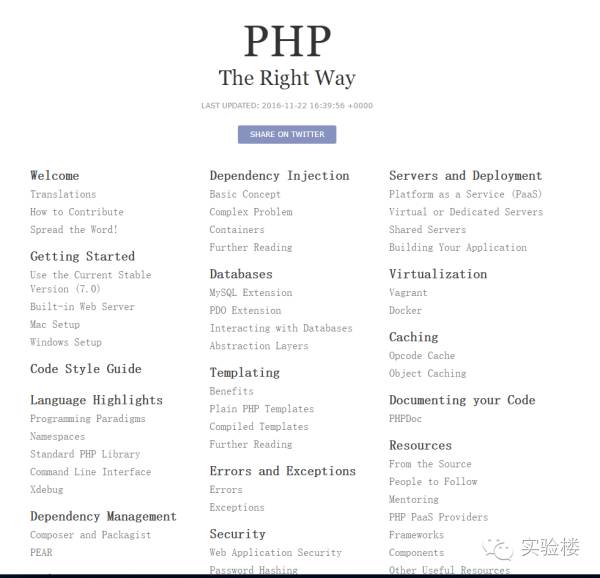 PHP
The Right Way
LAST UPDATED: 2016-11-22 16:39:56 +0000
SHARE ON TWITTER
Welcome
Translations
How to Contribute
Spread the Word!
Getting Started
Use the Current Stable
Version (7.0)
Built-in Web Server
Mac Setup
Windows Setup
Code Style Guide
Language Highlights
Programming Paradigms
Namespaces
Standard PHP Library
Command Line Interface
Xdebug
Dependency Management
Composer and Packagist
PEAR
Dependency Injection
Basic Concept
Complex Problem
Containers
Further Reading
Databases
MySQL Extension
PDO Extension
Interacting with Databases
Abstraction Layers
Templating
Benefits
Plain PHP Templates
Compiled Templates
Further Reading
Errors and Exceptions
Errors
Exceptions
Security
Web Application Security
Password Hashing
Servers and Deployment
Platform as a Service (PaaS)
Virtual or Dedicated Servers
Shared Servers
Building Your Application
Virtualization
Vagrant
Docker
Caching
Opcode Cache
Object Caching
Documenting your Code
PHPDoc
Resources
From the Source
People to Follow
Mentoring
PHP PaaS Providers
Frameworks
Components
Other Useful Resources
实验楼